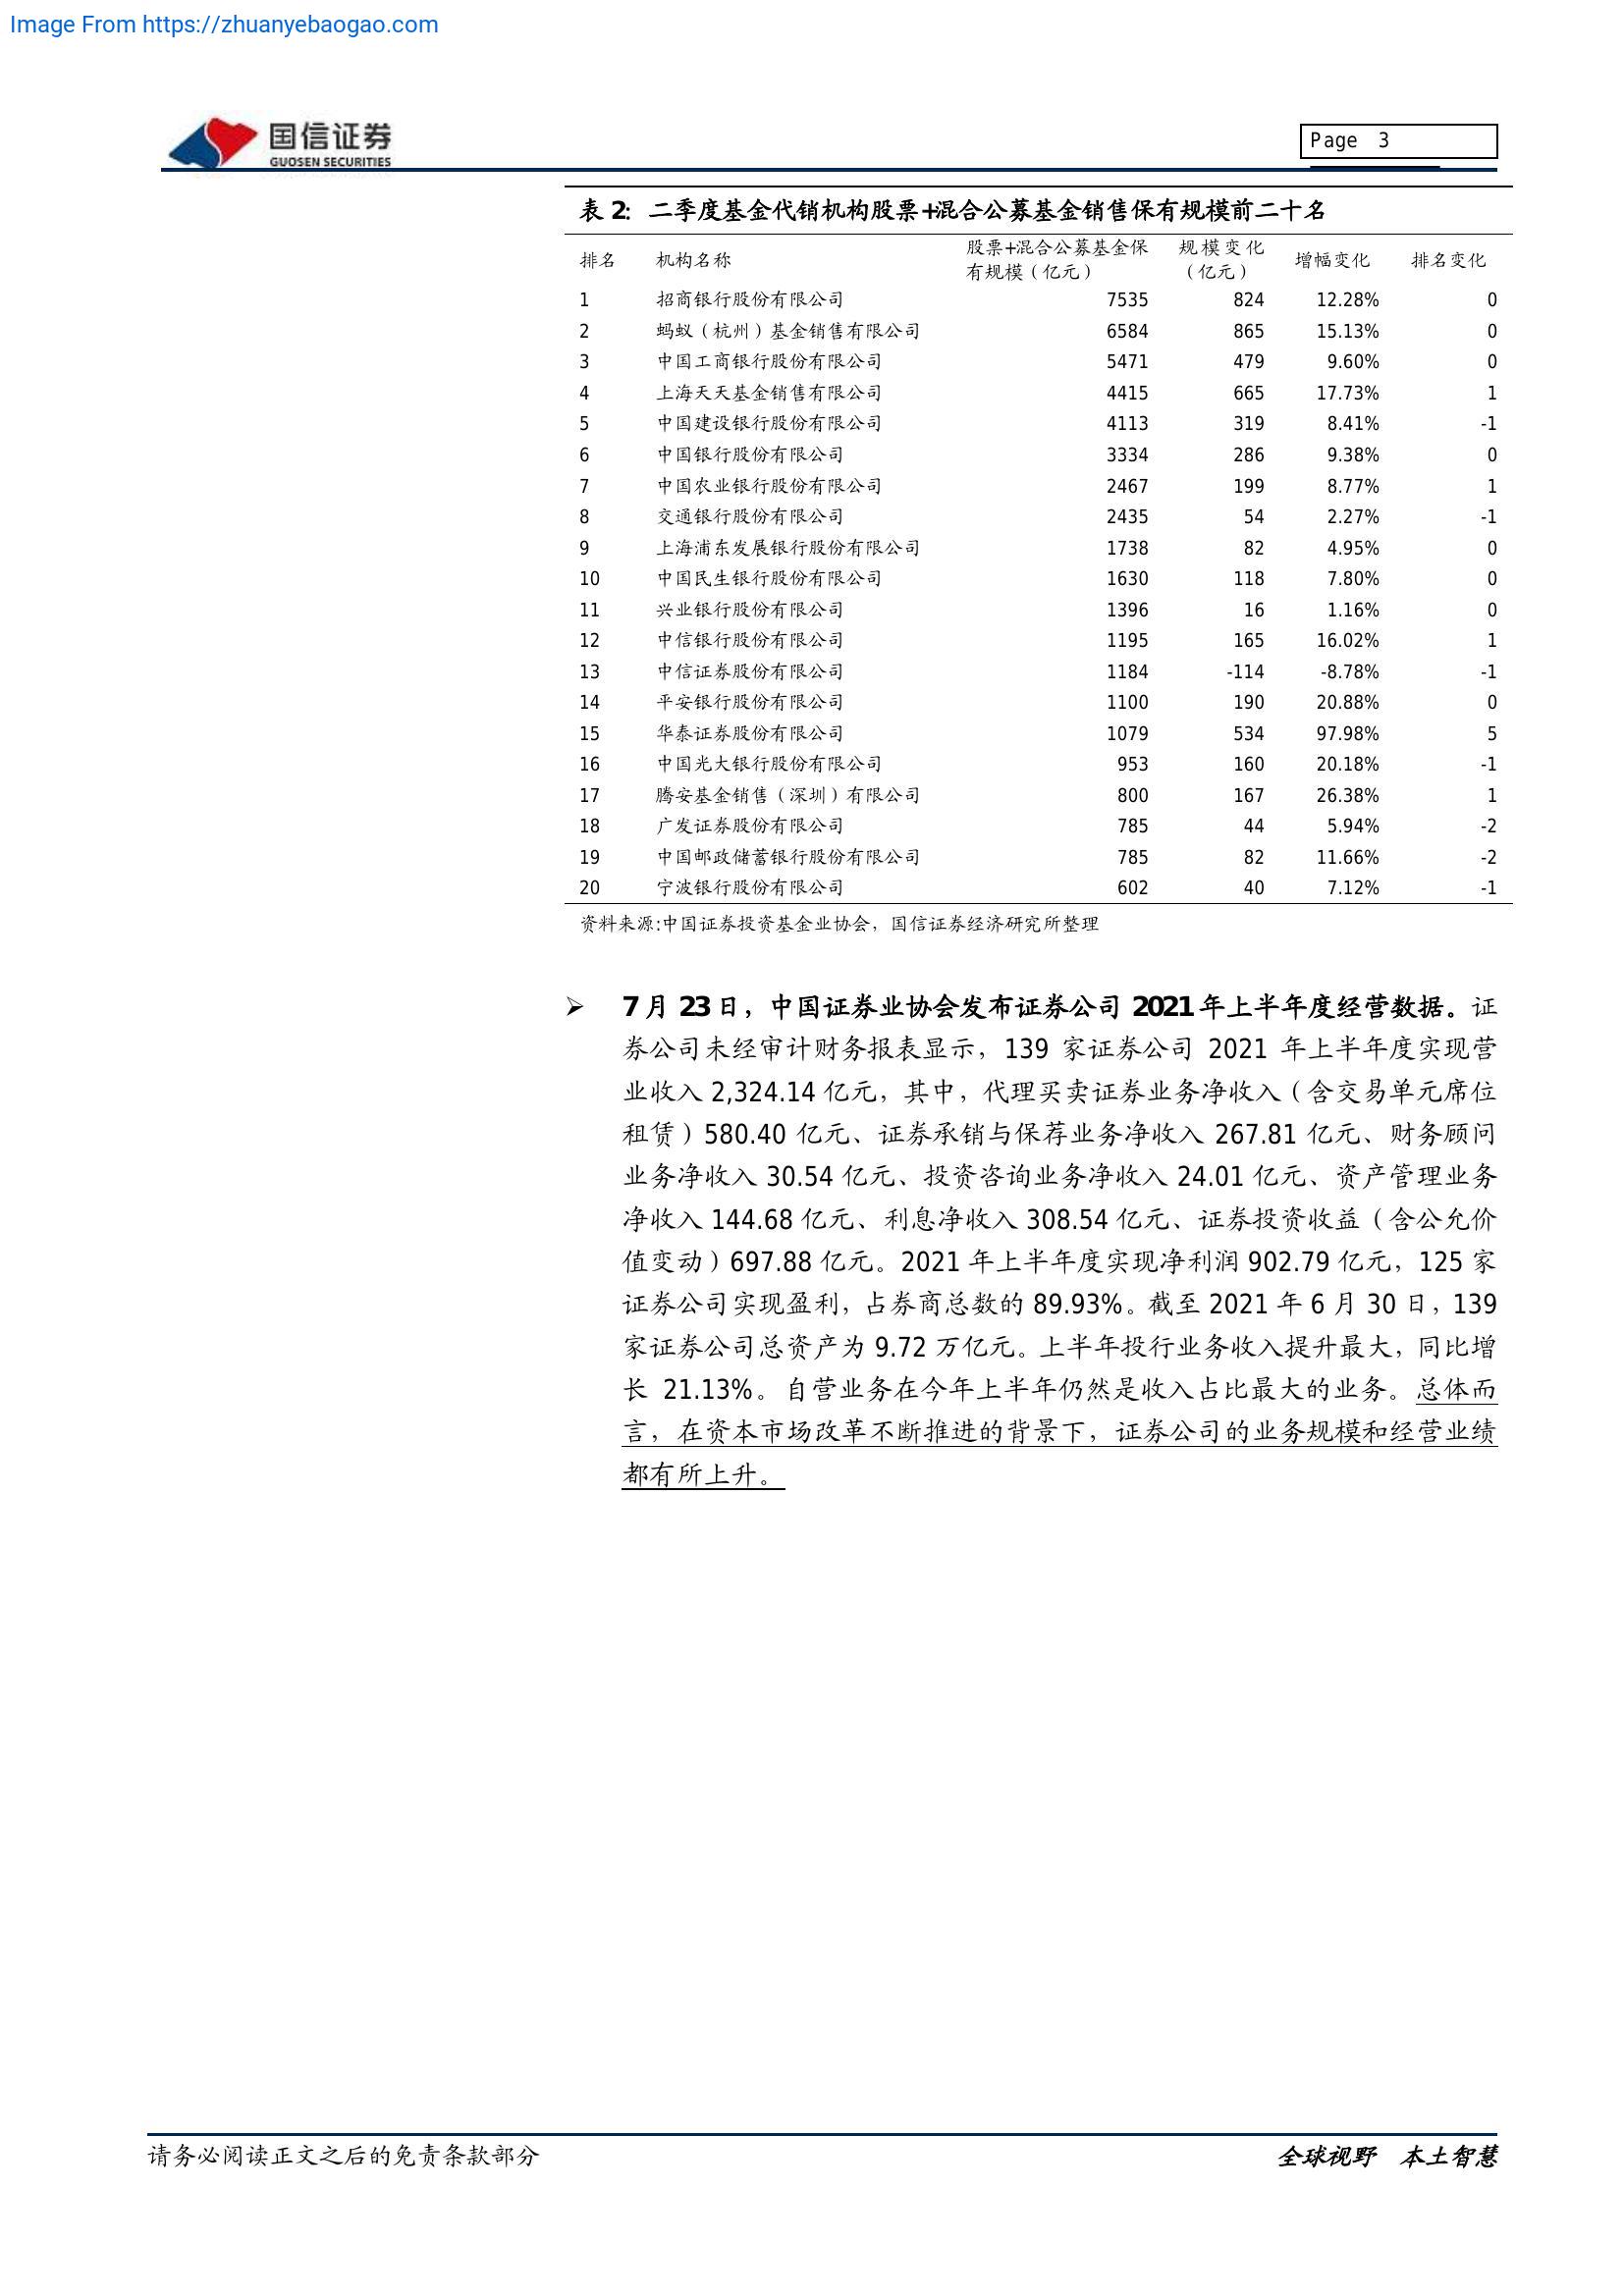 Image From https://zhuanyebaogao.com
国信证券
GUOSEN SECURITIES
Page 3
表 2: 二季度基金代销机构股票+混合公募基金销售保有规模前二十名
排名 机构名称 股票+混合公募基金保有规模（亿元） 规模变化（亿元） 增幅变化 排名变化
1 招商银行股份有限公司 7535 824 12.28% 0
2 蚂蚁（杭州）基金销售有限公司 6584 865 15.13% 0
3 中国工商银行股份有限公司 5471 479 9.60% 0
4 上海天天基金销售有限公司 4415 665 17.73% 1
5 中国建设银行股份有限公司 4113 319 8.41% -1
6 中国银行股份有限公司 3334 286 9.38% 0
7 中国农业银行股份有限公司 2467 199 8.77% 1
8 交通银行股份有限公司 2435 54 2.27% -1
9 上海浦东发展银行股份有限公司 1738 82 4.95% 0
10 中国民生银行股份有限公司 1630 118 7.80% 0
11 兴业银行股份有限公司 1396 16 1.16% 0
12 中信银行股份有限公司 1195 165 16.02% 1
13 中信证券股份有限公司 1184 -114 -8.78% -1
14 平安银行股份有限公司 1100 190 20.88% 0
15 华泰证券股份有限公司 1079 534 97.98% 5
16 中国光大银行股份有限公司 953 160 20.18% -1
17 腾安基金销售（深圳）有限公司 800 167 26.38% 1
18 广发证券股份有限公司 785 44 5.94% -2
19 中国邮政储蓄银行股份有限公司 785 82 11.66% -2
20 宁波银行股份有限公司 602 40 7.12% -1
资料来源:中国证券投资基金业协会，国信证券经济研究所整理
➢ 7 月 23 日，中国证券业协会发布证券公司 2021 年上半年度经营数据。证
券公司未经审计财务报表显示，139 家证券公司 2021 年上半年度实现营
业收入 2,324.14 亿元，其中，代理买卖证券业务净收入（含交易单元席位
租赁）580.40 亿元、证券承销与保荐业务净收入 267.81 亿元、财务顾问
业务净收入 30.54 亿元、投资咨询业务净收入 24.01 亿元、资产管理业务
净收入 144.68 亿元、利息净收入 308.54 亿元、证券投资收益（含公允价
值变动）697.88 亿元。2021 年上半年度实现净利润 902.79 亿元，125 家
证券公司实现盈利，占券商总数的 89.93%。截至 2021 年 6 月 30 日，139
家证券公司总资产为 9.72 万亿元。上半年投行业务收入提升最大，同比增
长 21.13%。自营业务在今年上半年仍然是收入占比最大的业务。总体而
言，在资本市场改革不断推进的背景下，证券公司的业务规模和经营业绩
都有所上升。
请务必阅读正文之后的免责条款部分
全球视野 本土智慧